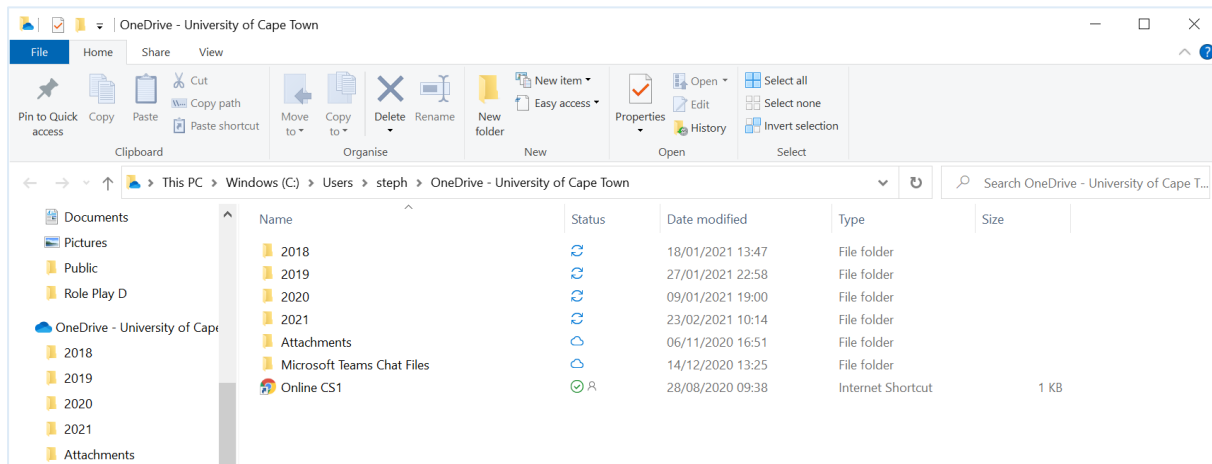 OneDrive - University of Cape Town
File Home Share View
Pin to Quick access
Copy
Paste
Cut
Copy path
Paste shortcut
Clipboard
Move to
Copy to
Delete
Rename
Organise
New folder
New item
Easy access
New
Properties
Open
Edit
History
Open
Select all
Select none
Invert selection
Select
This PC > Windows (C:) > Users > steph > OneDrive - University of Cape Town
Search OneDrive - University of Cape T...
Documents
Pictures
Public
Role Play D
OneDrive - University of Cape
2018
2019
2020
2021
Attachments
Name Status Date modified Type Size
2018 18/01/2021 13:47 File folder
2019 27/01/2021 22:58 File folder
2020 09/01/2021 19:00 File folder
2021 23/02/2021 10:14 File folder
Attachments 06/11/2020 16:51 File folder
Microsoft Teams Chat Files 14/12/2020 13:25 File folder
Online CS1 28/08/2020 09:38 Internet Shortcut 1 KB